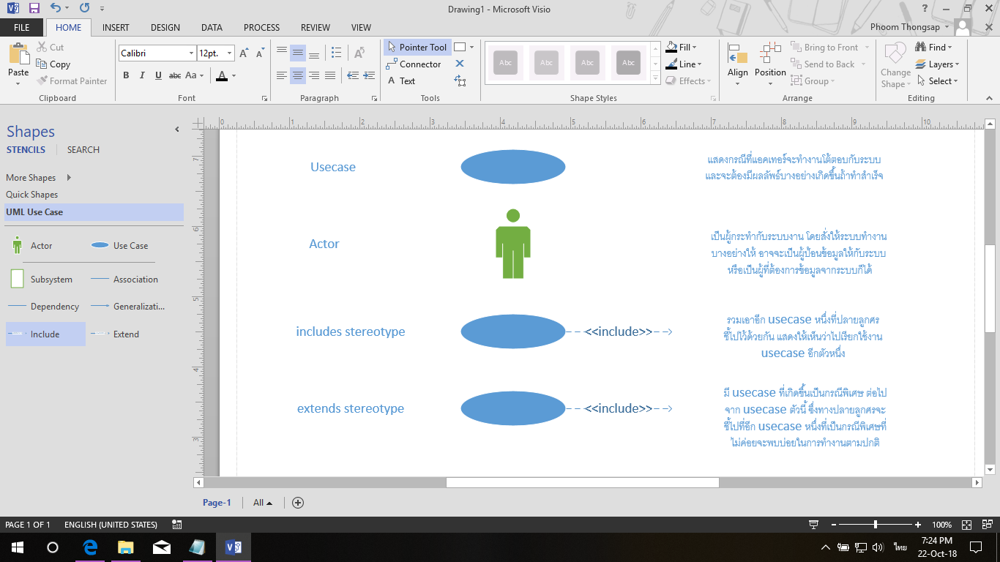 Drawing1 - Microsoft Visio
FILE HOME INSERT DESIGN DATA PROCESS REVIEW VIEW
Phoom Thongsap
Paste
Cut
Copy
Format Painter
Clipboard
Calibri 12pt. A A
B I U abc Aa A
Font
Paragraph
Pointer Tool
Connector
A Text
Tools
Abc Abc Abc Abc
Shape Styles
Fill
Line
Effects
Align Position
Bring to Front
Send to Back
Group
Arrange
Change Shape
Find
Layers
Select
Editing
Shapes
STENCILS SEARCH
More Shapes
Quick Shapes
UML Use Case
Actor Use Case
Subsystem Association
Dependency Generalizati...
Include Extend
0 1 2 3 4 5 6 7 8 9 10
7
6
5
4
3
Usecase
แสดงกรณีที่แอคเทอร์จะทำงานโต้ตอบกับระบบ
และจะต้องมีผลลัพธ์บางอย่างเกิดขึ้นถ้าทำสำเร็จ
Actor
เป็นผู้กระทำกับระบบงาน โดยสั่งให้ระบบทำงาน
บางอย่างให้ อาจจะเป็นผู้ป้อนข้อมูลให้กับระบบ
หรือเป็นผู้ที่ต้องการข้อมูลจากระบบก็ได้
includes stereotype
<<include>>
รวมเอาอีก usecase หนึ่งที่ปลายลูกศร
ชี้ไปไว้ด้วยกัน แสดงให้เห็นว่าไปเรียกใช้งาน
usecase อีกตัวหนึ่ง
extends stereotype
<<include>>
มี usecase ที่เกิดขึ้นเป็นกรณีพิเศษ ต่อไป
จาก usecase ตัวนี้ ซึ่งทางปลายลูกศรจะ
ชี้ไปที่อีก usecase หนึ่งที่เป็นกรณีพิเศษที่
ไม่ค่อยจะพบบ่อยในการทำงานตามปกติ
Page-1 All
PAGE 1 OF 1 ENGLISH (UNITED STATES)
100%
ไทย
7:24 PM
22-Oct-18